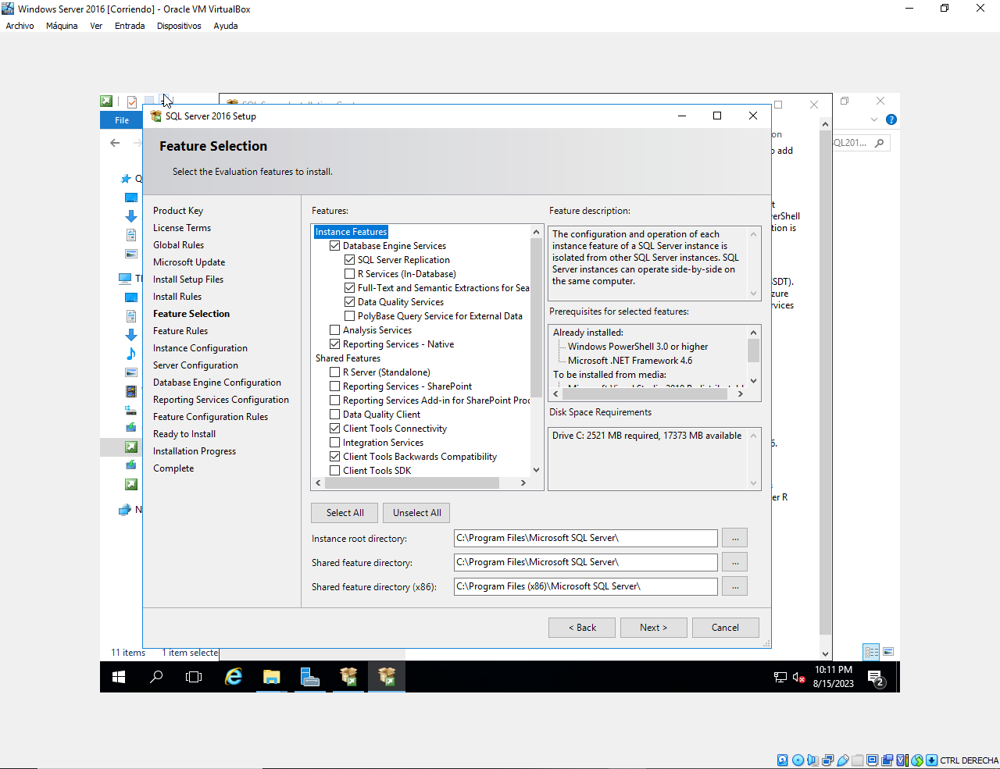 Windows Server 2016 [Corriendo] - Oracle VM VirtualBox
Archivo Máquina Ver Entrada Dispositivos Ayuda
File
SQL Server 2016 Setup
Feature Selection
Select the Evaluation features to install.
Product Key
License Terms
Global Rules
Microsoft Update
Install Setup Files
Install Rules
Feature Selection
Feature Rules
Instance Configuration
Server Configuration
Database Engine Configuration
Reporting Services Configuration
Feature Configuration Rules
Ready to Install
Installation Progress
Complete
Features:
Instance Features
Database Engine Services
SQL Server Replication
R Services (In-Database)
Full-Text and Semantic Extractions for Sea
Data Quality Services
PolyBase Query Service for External Data
Analysis Services
Reporting Services - Native
Shared Features
R Server (Standalone)
Reporting Services - SharePoint
Reporting Services Add-in for SharePoint Proc
Data Quality Client
Client Tools Connectivity
Integration Services
Client Tools Backwards Compatibility
Client Tools SDK
Feature description:
The configuration and operation of each
instance feature of a SQL Server instance is
isolated from other SQL Server instances. SQL
Server instances can operate side-by-side on
the same computer.
Prerequisites for selected features:
Already installed:
Windows PowerShell 3.0 or higher
Microsoft .NET Framework 4.6
To be installed from media:
Disk Space Requirements
Drive C: 2521 MB required, 17373 MB available
Select All Unselect All
Instance root directory: C:\Program Files\Microsoft SQL Server\ ...
Shared feature directory: C:\Program Files\Microsoft SQL Server\ ...
Shared feature directory (x86): C:\Program Files (x86)\Microsoft SQL Server\ ...
< Back Next > Cancel
on
add
QL201...
erShell
tion is
SDT).
zure
vices
6.
er R
11 items 1 item selecte
10:11 PM
8/15/2023
2
CTRL DERECHA